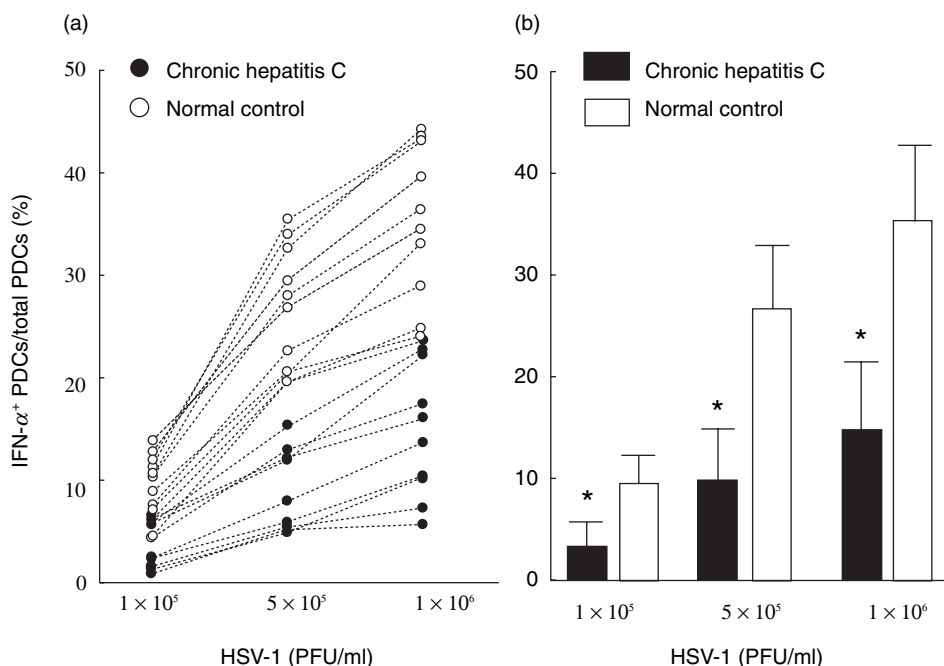 (a)
Chronic hepatitis C
Normal control
IFN-α⁺ PDCs/total PDCs (%)
50
40
30
20
10
0
1 × 10⁵ 5 × 10⁵ 1 × 10⁶
HSV-1 (PFU/ml)
(b)
Chronic hepatitis C
Normal control
50
40
30
20
10
0
*
*
*
1 × 10⁵ 5 × 10⁵ 1 × 10⁶
HSV-1 (PFU/ml)